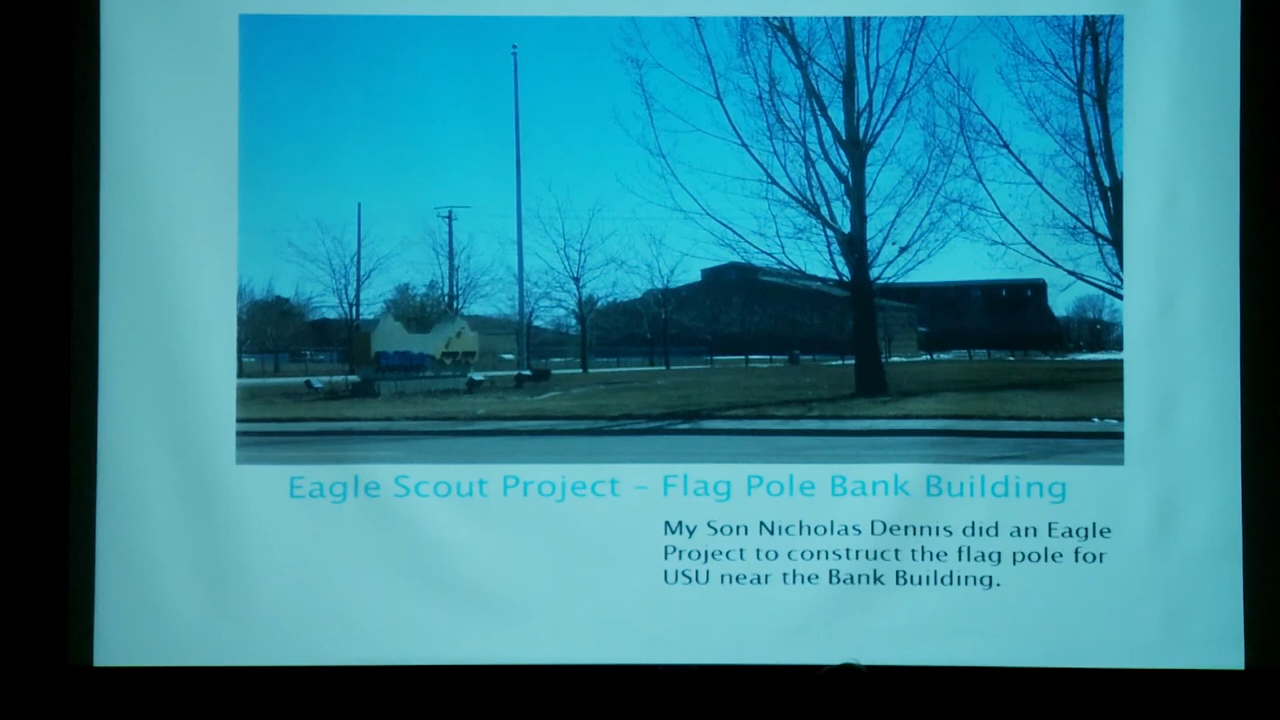 Eagle Scout Project – Flag Pole Bank Building
My Son Nicholas Dennis did an Eagle
Project to construct the flag pole for
USU near the Bank Building.